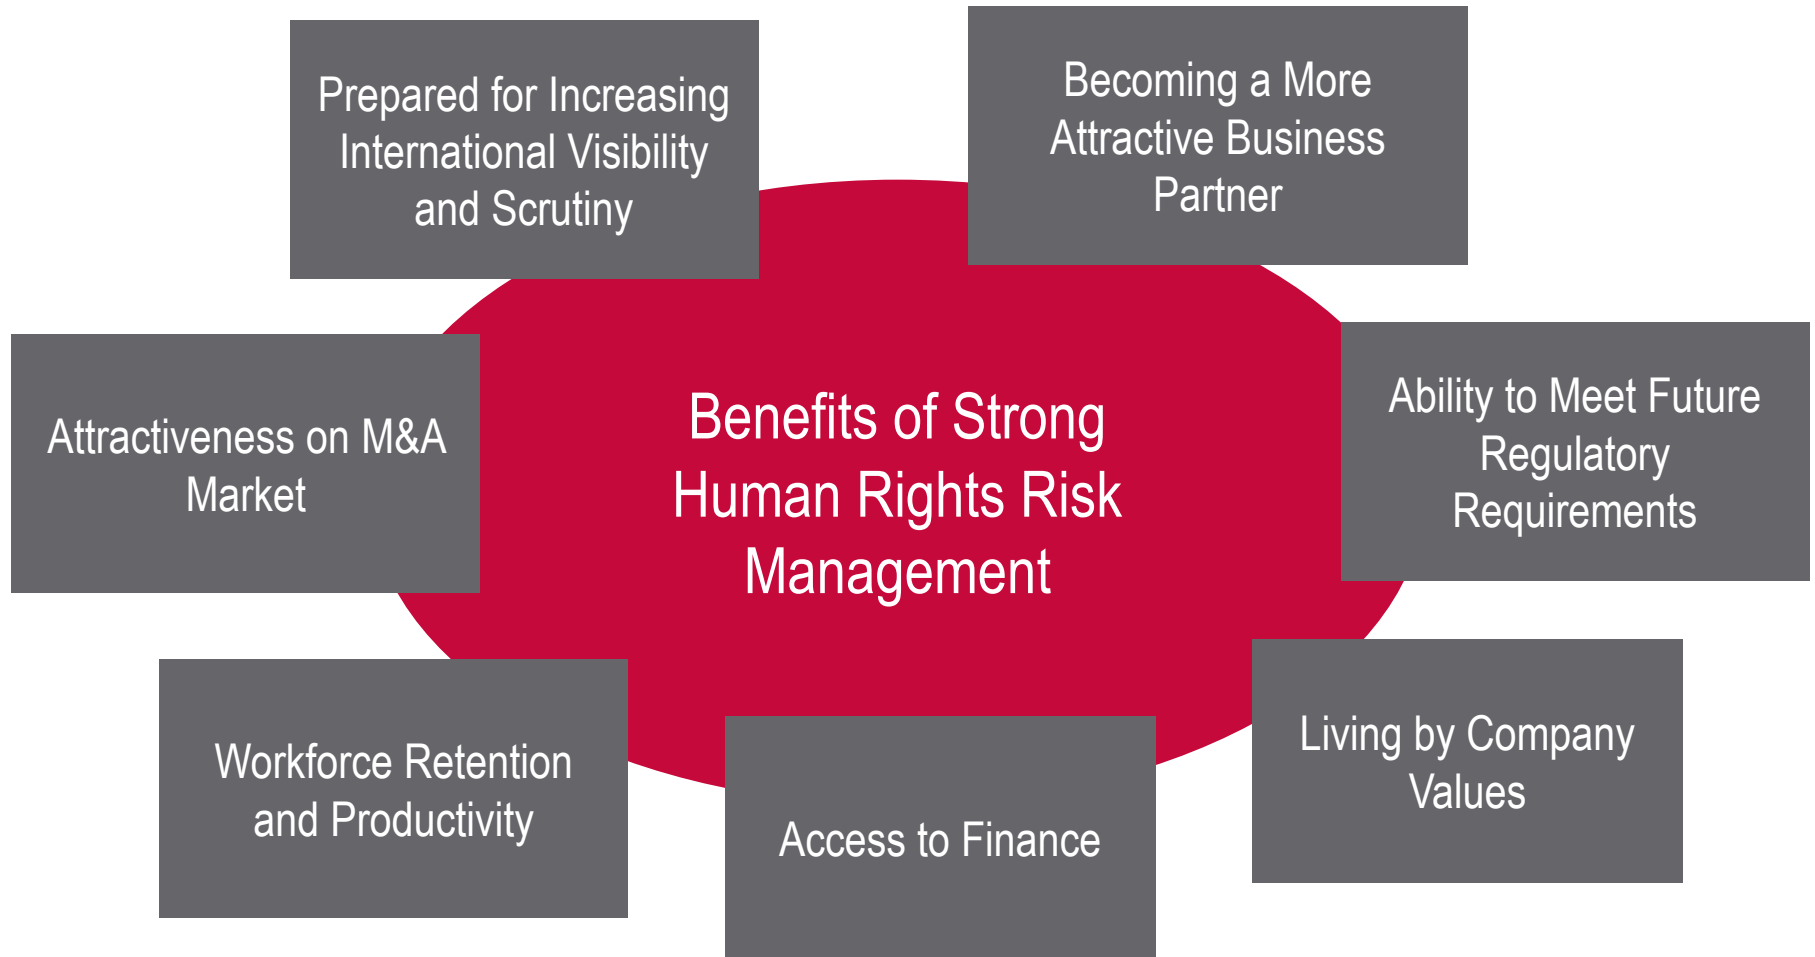 Prepared for Increasing
International Visibility
and Scrutiny
Becoming a More
Attractive Business
Partner
Attractiveness on M&A
Market
Benefits of Strong
Human Rights Risk
Management
Ability to Meet Future
Regulatory
Requirements
Workforce Retention
and Productivity
Access to Finance
Living by Company
Values